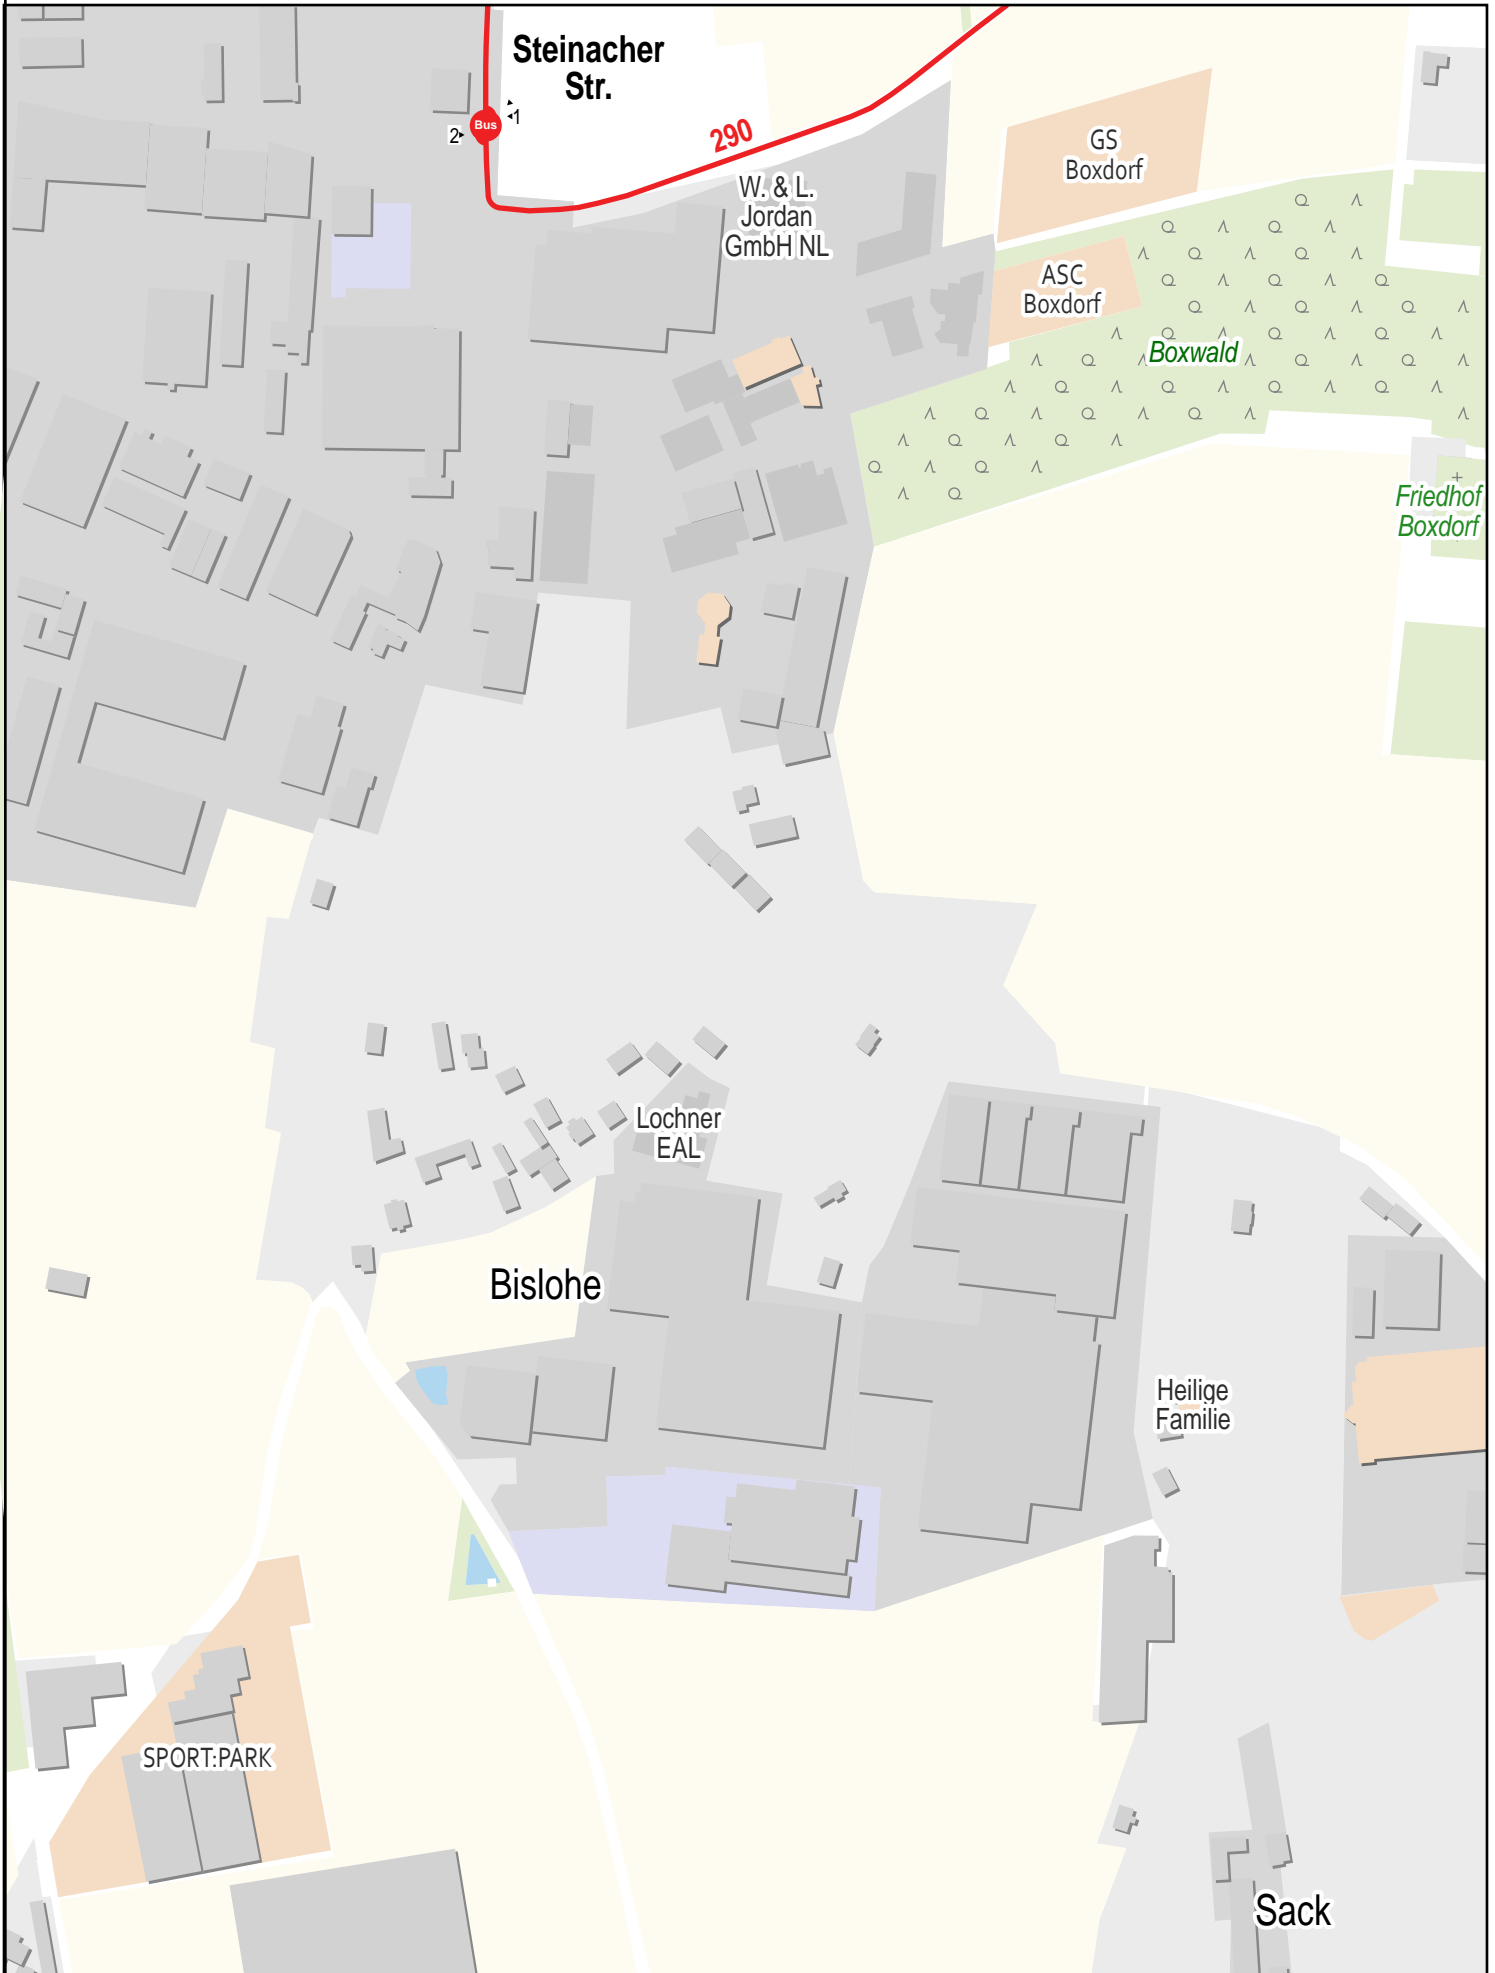 Steinacher
Str.
1
Bus
2
290
GS
Boxdorf
W. & L.
Jordan
GmbH NL
ASC
Boxdorf
Boxwald
Friedhof
Boxdorf
Lochner
EAL
Bislohe
Heilige
Familie
SPORT:PARK
Sack